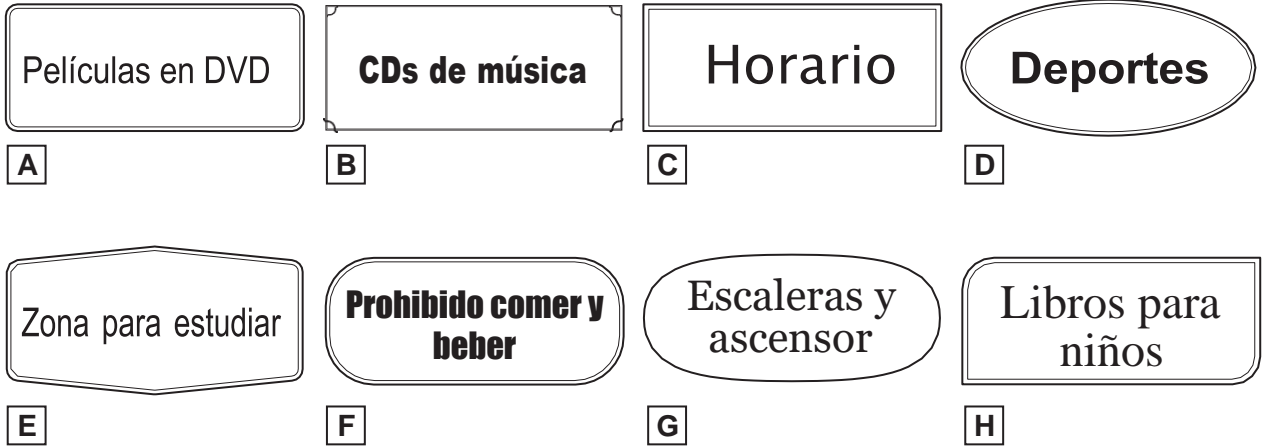 Películas en DVD
CDs de música
Horario
Deportes
A
B
C
D
Zona para estudiar
Prohibido comer y
beber
Escaleras y
ascensor
Libros para
niños
E
F
G
H